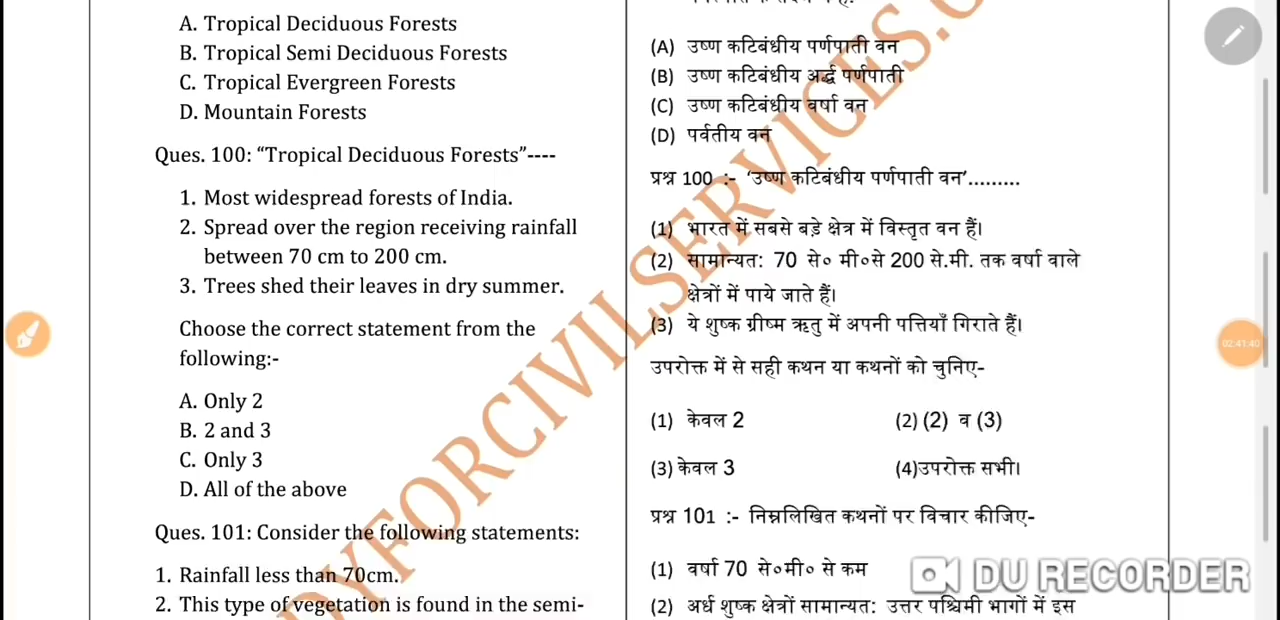 A. Tropical Deciduous Forests
B. Tropical Semi Deciduous Forests
C. Tropical Evergreen Forests
D. Mountain Forests
Ques. 100: “Tropical Deciduous Forests”----
1. Most widespread forests of India.
2. Spread over the region receiving rainfall
between 70 cm to 200 cm.
3. Trees shed their leaves in dry summer.
Choose the correct statement from the
following:-
A. Only 2
B. 2 and 3
C. Only 3
D. All of the above
Ques. 101: Consider the following statements:
1. Rainfall less than 70cm.
2. This type of vegetation is found in the semi-
(A) उष्ण कटिबंधीय पर्णपाती वन
(B) उष्ण कटिबंधीय अर्द्ध पर्णपाती
(C) उष्ण कटिबंधीय वर्षा वन
(D) पर्वतीय वन
प्रश्न 100 :- ‘उष्ण कटिबंधीय पर्णपाती वन’.........
(1) भारत में सबसे बड़े क्षेत्र में विस्तृत वन हैं।
(2) सामान्यत: 70 से० मी०से 200 से.मी. तक वर्षा वाले
क्षेत्रों में पाये जाते हैं।
(3) ये शुष्क ग्रीष्म ऋतु में अपनी पत्तियाँ गिराते हैं।
उपरोक्त में से सही कथन या कथनों को चुनिए-
(1) केवल 2 (2) (2) व (3)
(3) केवल 3 (4)उपरोक्त सभी।
प्रश्न 101 :- निम्नलिखित कथनों पर विचार कीजिए-
(1) वर्षा 70 से०मी० से कम
(2) अर्ध शुष्क क्षेत्रों सामान्यत: उत्तर पश्चिमी भागों में इस
DYFORCIVILSERVICES.C
02:41:40
DU RECORDER